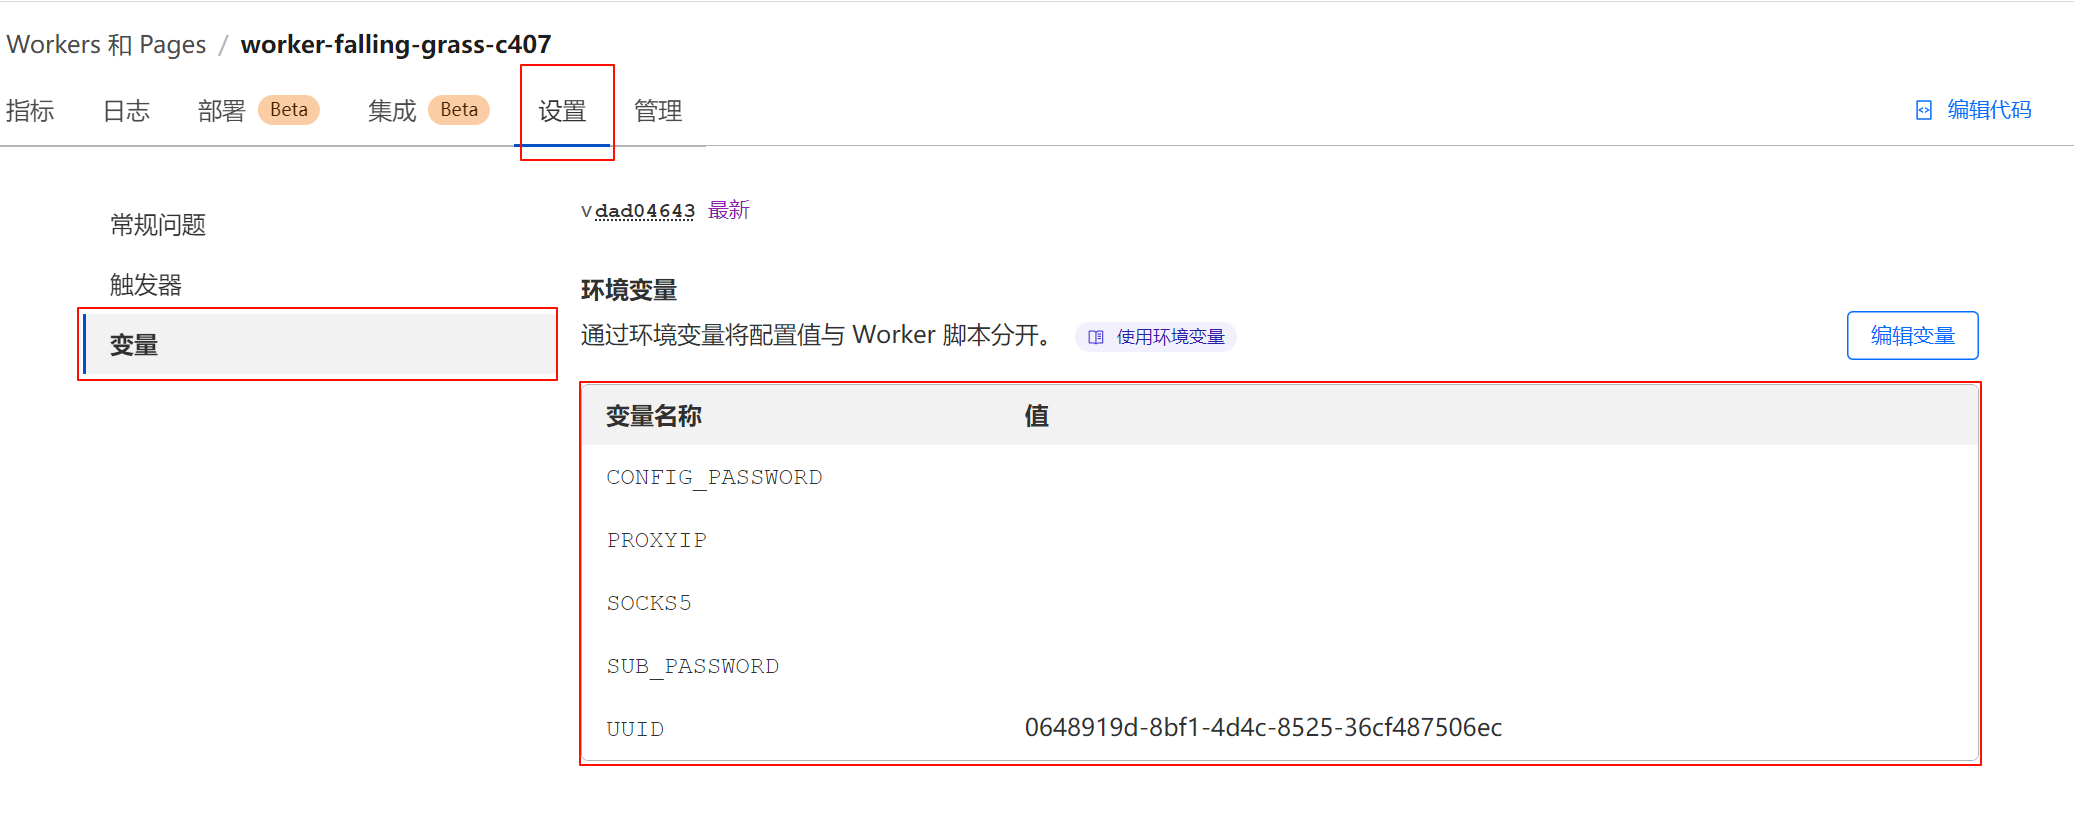 Workers 和 Pages / worker-falling-grass-c407
指标 日志 部署 Beta 集成 Beta 设置 管理 编辑代码
常规问题
触发器
变量
v dad04643 最新
环境变量
通过环境变量将配置值与 Worker 脚本分开。 使用环境变量 编辑变量
变量名称 值
CONFIG_PASSWORD
PROXYIP
SOCKS5
SUB_PASSWORD
UUID 0648919d-8bf1-4d4c-8525-36cf487506ec